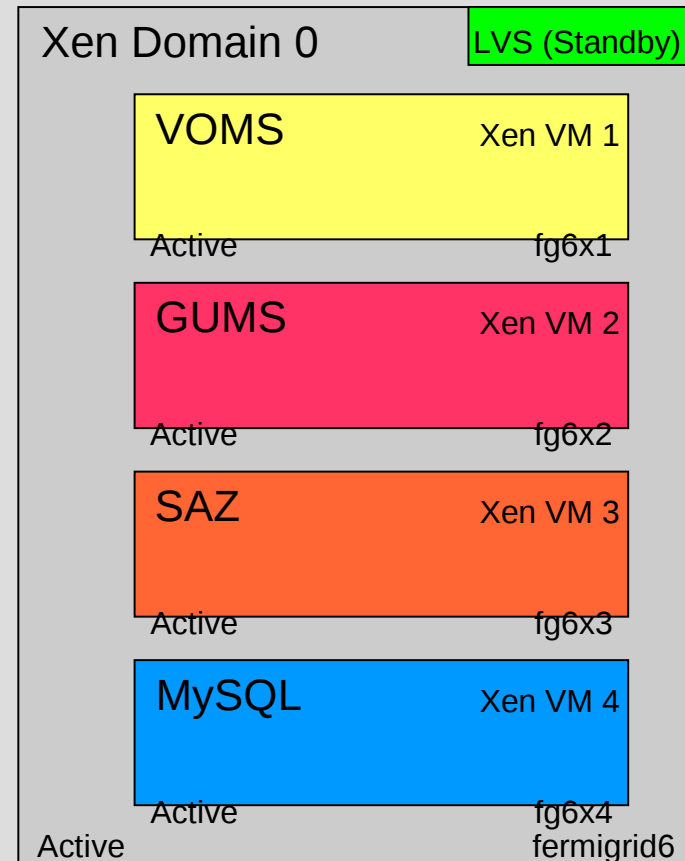 Xen Domain 0 LVS (Standby)
VOMS Xen VM 1
Active fg6x1
GUMS Xen VM 2
Active fg6x2
SAZ Xen VM 3
Active fg6x3
MySQL Xen VM 4
Active fg6x4
Active fermigrid6